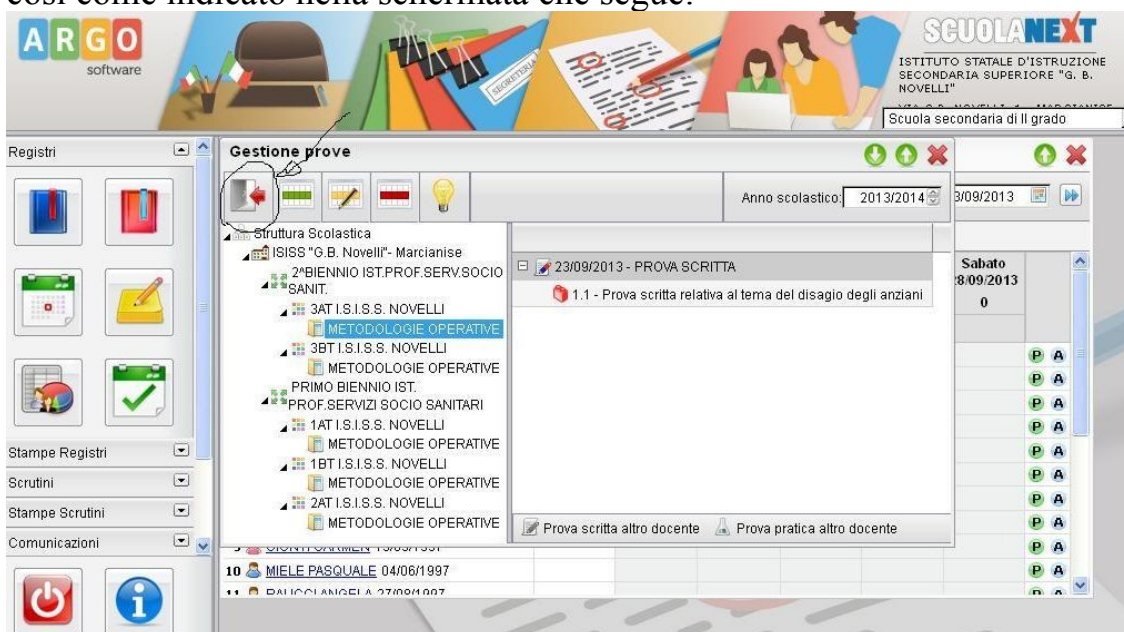 così come indicato nella schermata che segue:
ARGO
software
SEGRETERIA
SCUOLANEXT
ISTITUTO STATALE D'ISTRUZIONE
SECONDARIA SUPERIORE "G. B.
NOVELLI"
Scuola secondaria di II grado
Registri
Gestione prove
Anno scolastico: 2013/2014
3/09/2013
Struttura Scolastica
ISISS "G.B. Novelli"- Marcianise
2^BIENNIO IST.PROF.SERV.SOCIO
SANIT.
3AT I.S.I.S.S. NOVELLI
METODOLOGIE OPERATIVE
3BT I.S.I.S.S. NOVELLI
METODOLOGIE OPERATIVE
PRIMO BIENNIO IST.
PROF.SERVIZI SOCIO SANITARI
1AT I.S.I.S.S. NOVELLI
METODOLOGIE OPERATIVE
1BT I.S.I.S.S. NOVELLI
METODOLOGIE OPERATIVE
2AT I.S.I.S.S. NOVELLI
METODOLOGIE OPERATIVE
23/09/2013 - PROVA SCRITTA
1.1 - Prova scritta relativa al tema del disagio degli anziani
Prova scritta altro docente Prova pratica altro docente
Sabato
28/09/2013
0
P A
P A
P A
P A
P A
P A
P A
P A
P A
10 MIELE PASQUALE 04/06/1997
P A
Stampe Registri
Scrutini
Stampe Scrutini
Comunicazioni